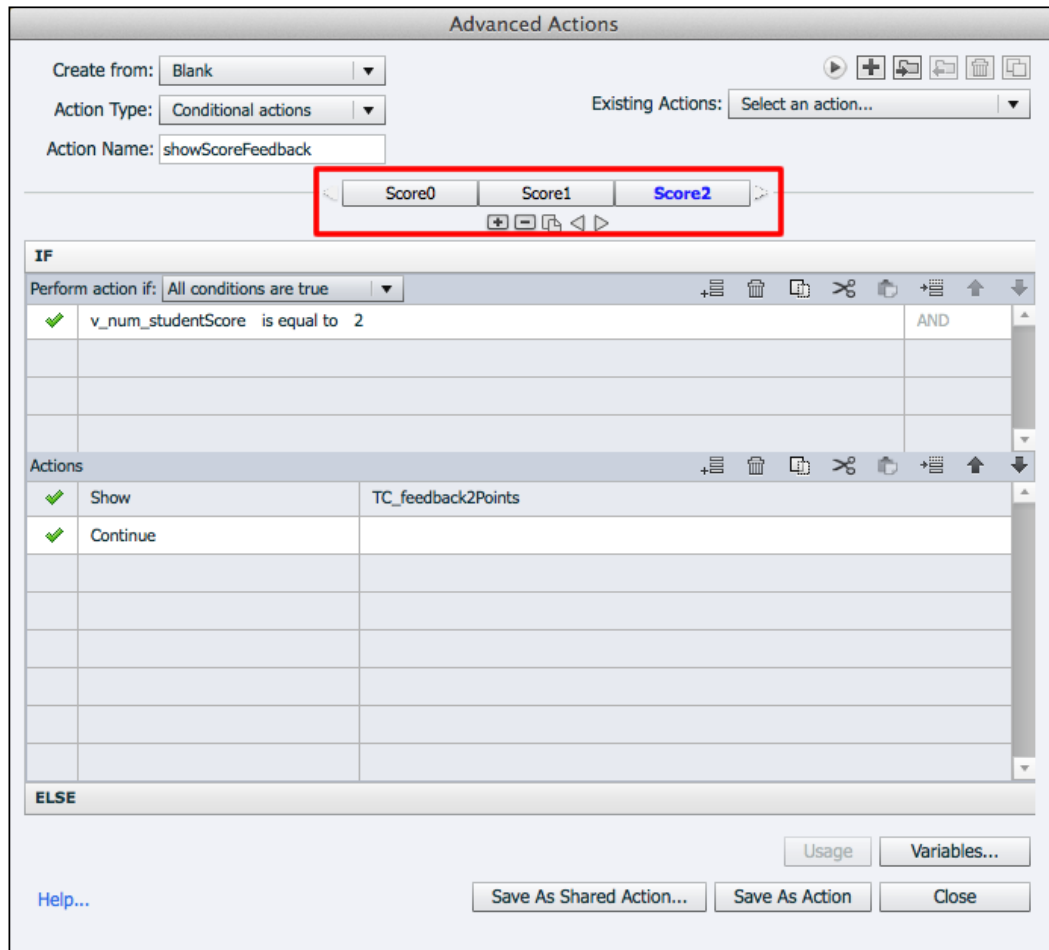 Advanced Actions
Create from: Blank
Action Type: Conditional actions
Existing Actions: Select an action...
Action Name: showScoreFeedback
Score0 Score1 Score2
IF
Perform action if: All conditions are true
v_num_studentScore is equal to 2 AND
Actions
Show TC_feedback2Points
Continue
ELSE
Usage Variables...
Help... Save As Shared Action... Save As Action Close